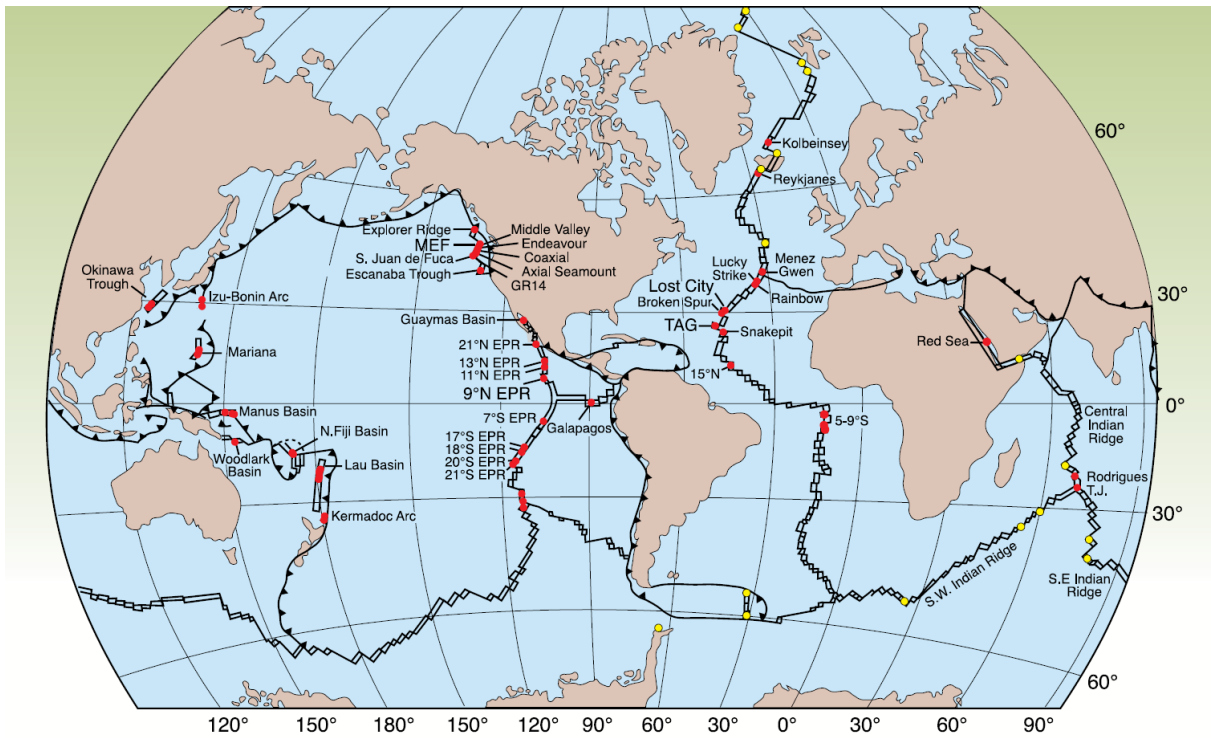 60°
Kolbeinsey
Reykjanes
Explorer Ridge
Middle Valley
MEF
Endeavour
S. Juan de Fuca
Coaxial
Escanaba Trough
Axial Seamount
GR14
Menez
Gwen
Lucky
Strike
Rainbow
Okinawa
Trough
Izu-Bonin Arc
Lost City
Broken Spur
30°
Guaymas Basin
TAG
Snakepit
Red Sea
Mariana
21°N EPR
13°N EPR
11°N EPR
15°N
9°N EPR
0°
Manus Basin
7°S EPR
Galapagos
5-9°S
Central
Indian
Ridge
N.Fiji Basin
Woodlark
Basin
Lau Basin
17°S EPR
18°S EPR
20°S EPR
21°S EPR
Rodrigues
T.J.
Kermadoc Arc
30°
S.W. Indian Ridge
S.E Indian
Ridge
60°
120° 150° 180° 150° 120° 90° 60° 30° 0° 30° 60° 90°